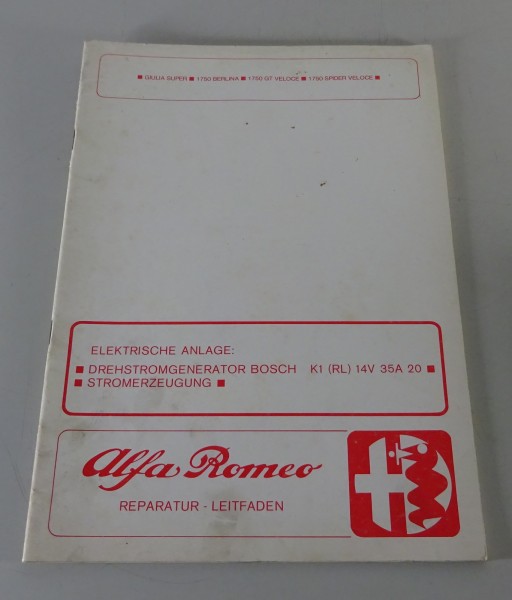 ■ GIULIA SUPER ■ 1750 BERLINA ■ 1750 GT VELOCE ■ 1750 SPIDER VELOCE ■
ELEKTRISCHE ANLAGE:
■ DREHSTROMGENERATOR BOSCH K1 (RL) 14V 35A 20 ■
■ STROMERZEUGUNG ■
Alfa Romeo
REPARATUR - LEITFADEN